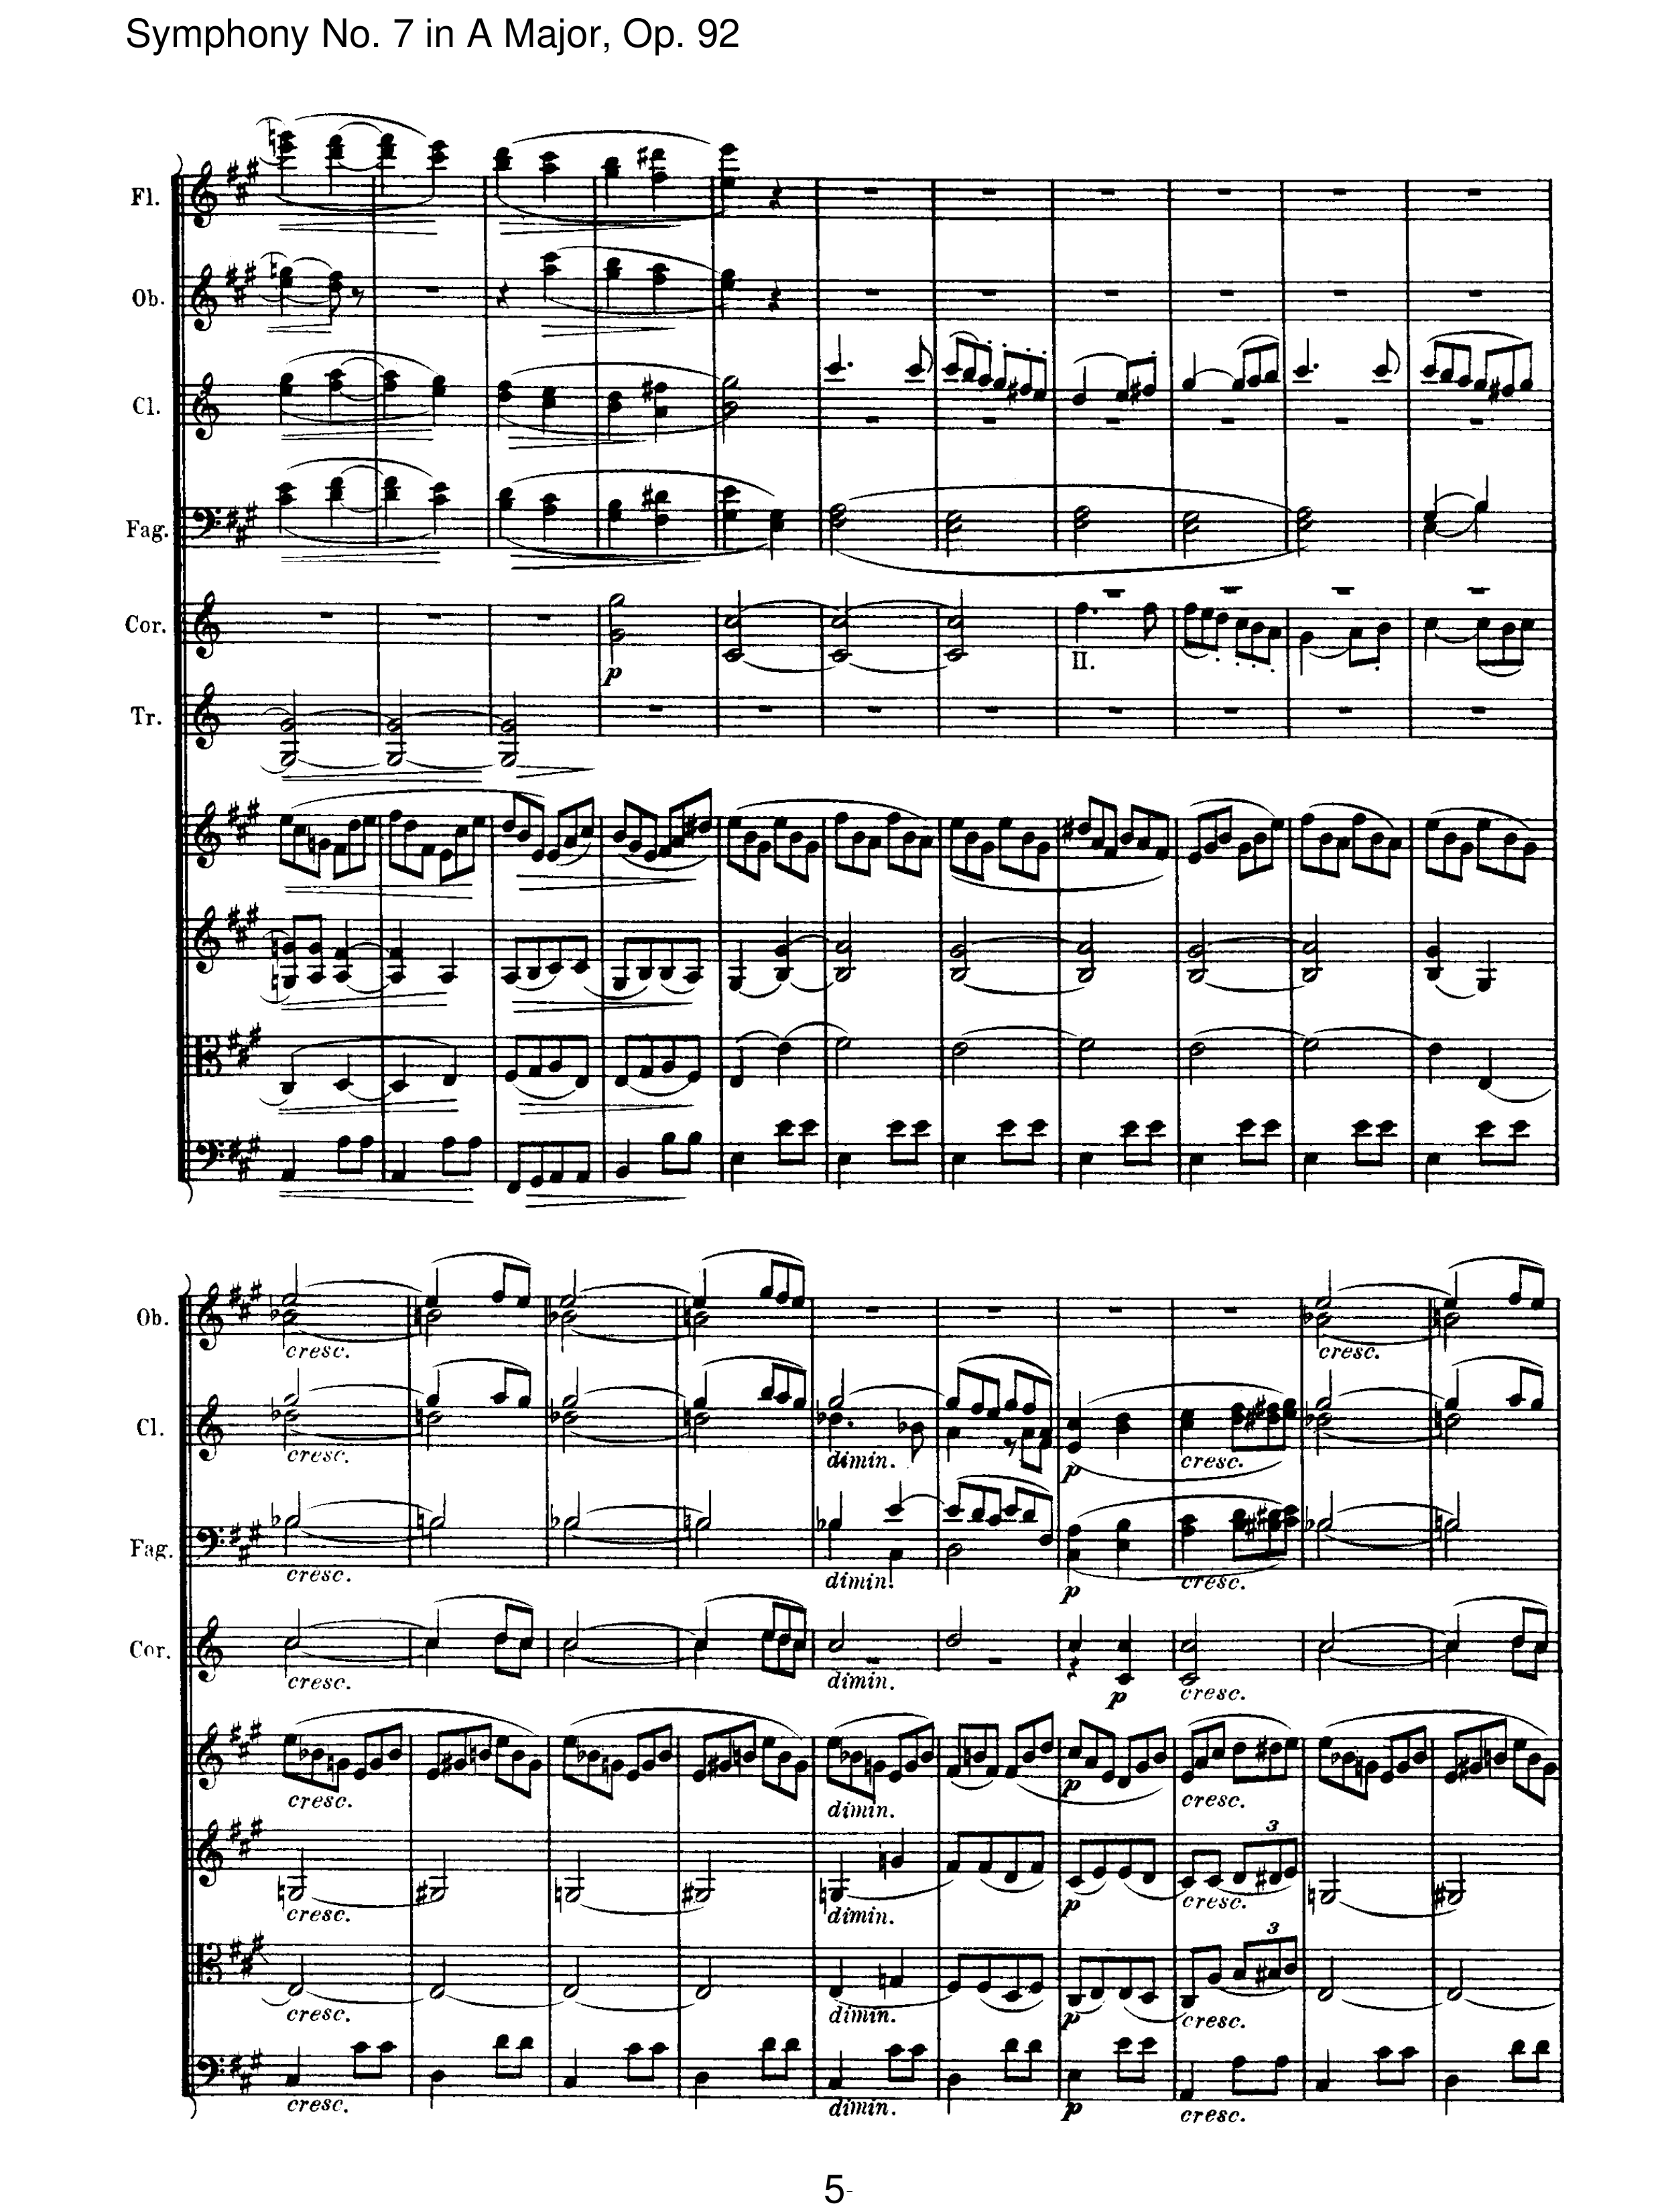 Symphony No. 7 in A Major, Op. 92
Fl.
Ob.
Cl.
Fag.
Cor.
p
II.
Tr.
Ob.
cresc.
cresc.
Cl.
cresc.
dimin.
p
cresc.
Fag.
cresc.
dimin.
p
cresc.
Cor.
cresc.
dimin.
p
cresc.
cresc.
dimin.
p
cresc.
3
cresc.
dimin.
p
cresc.
3
cresc.
dimin.
p
cresc.
cresc.
dimin.
p
cresc.
5-